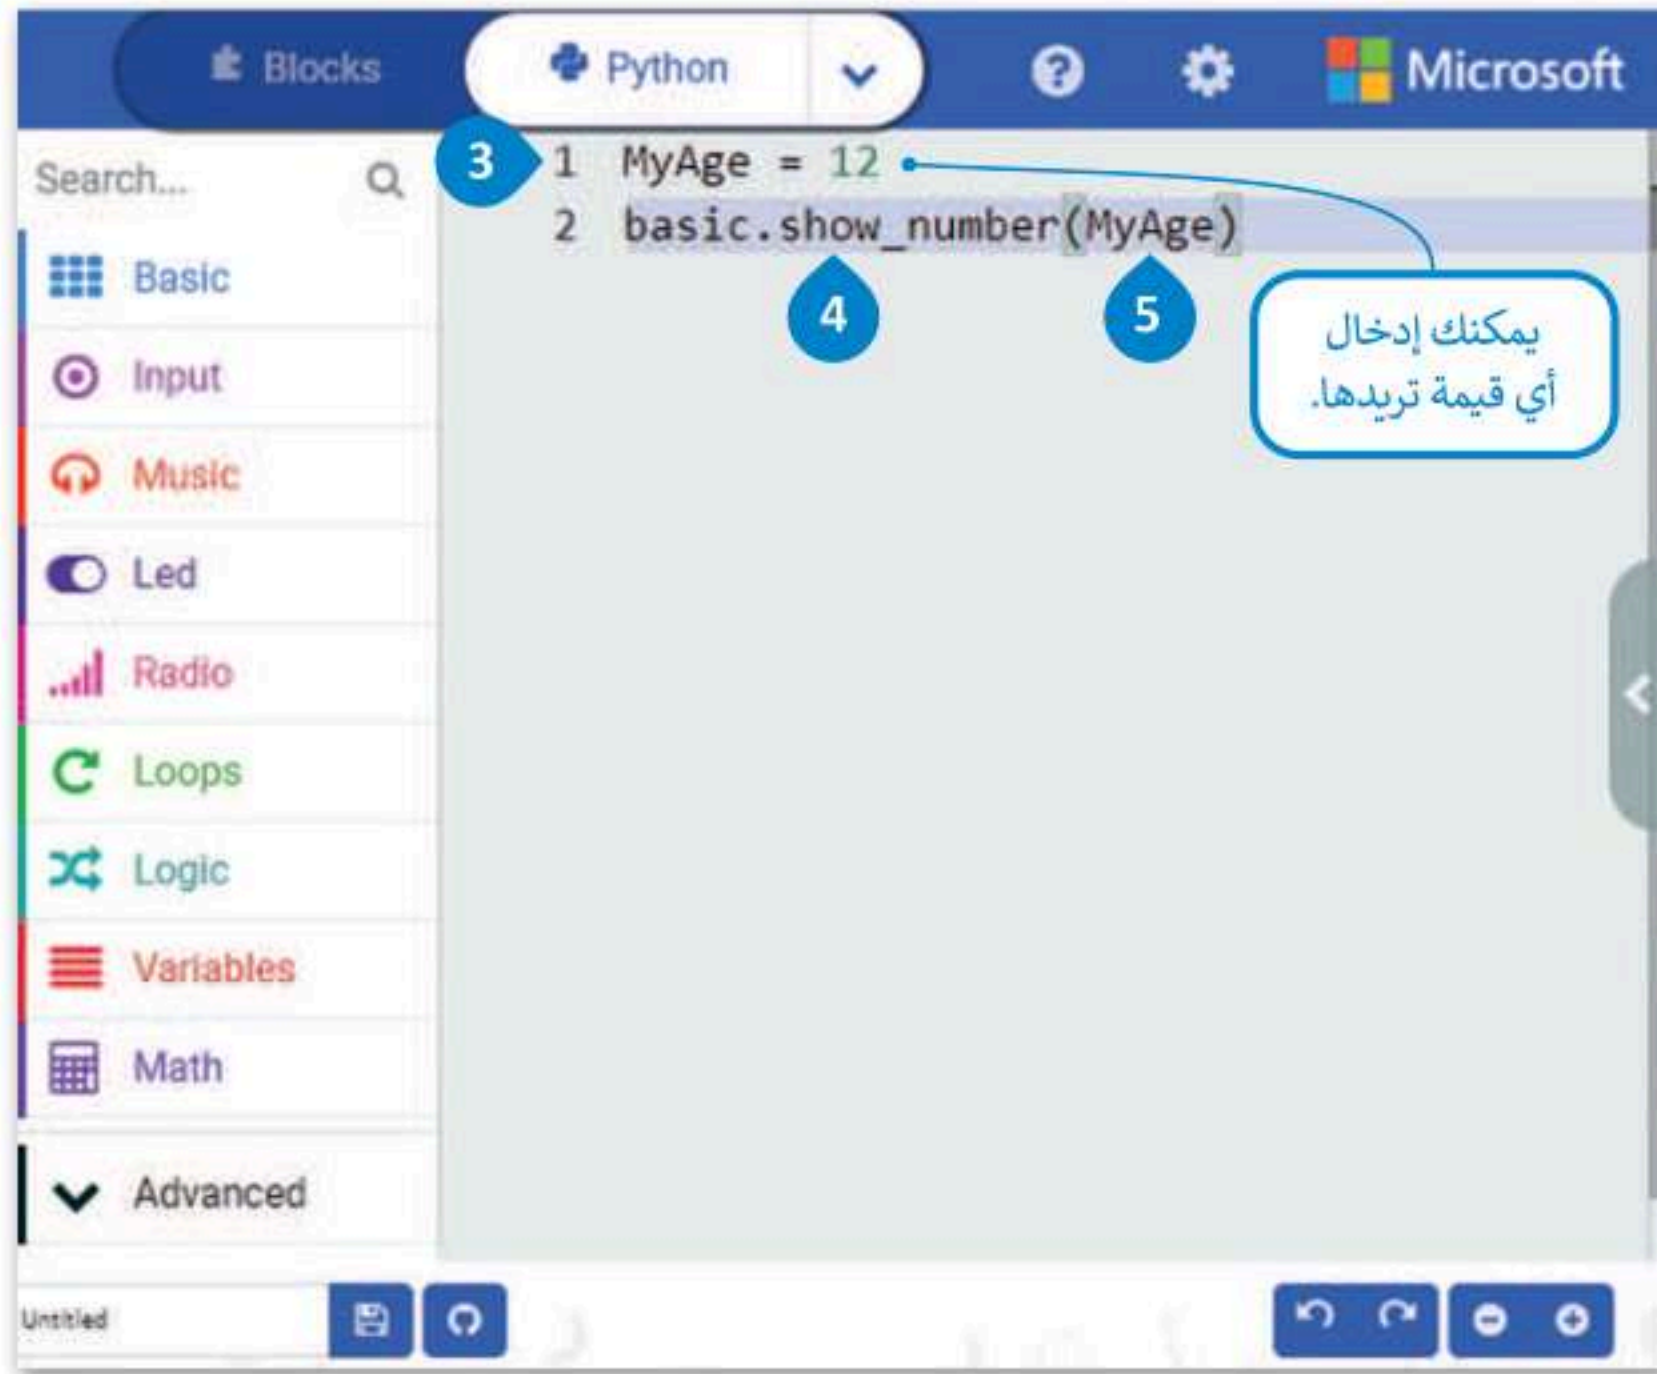 Blocks
Python
Microsoft
Search...
3
1 MyAge = 12
2 basic.show_number(MyAge)
4
5
يمكنك إدخال
أي قيمة تريدها.
Basic
Input
Music
Led
Radio
Loops
Logic
Variables
Math
Advanced
Untitled